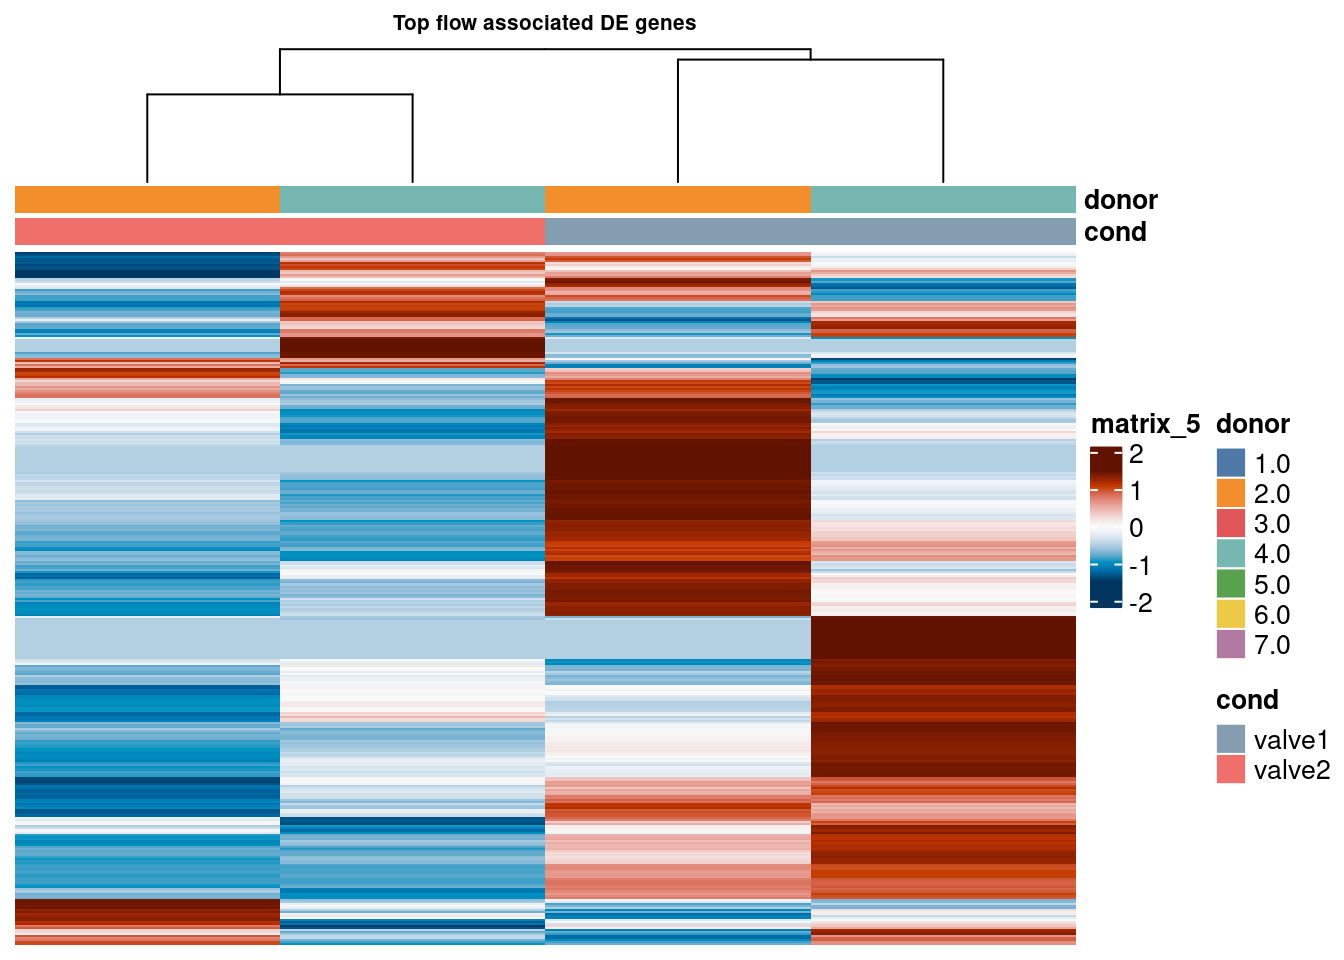 Top flow associated DE genes
donor
cond
matrix_5
2
1
0
-1
-2
donor
1.0
2.0
3.0
4.0
5.0
6.0
7.0
cond
valve1
valve2